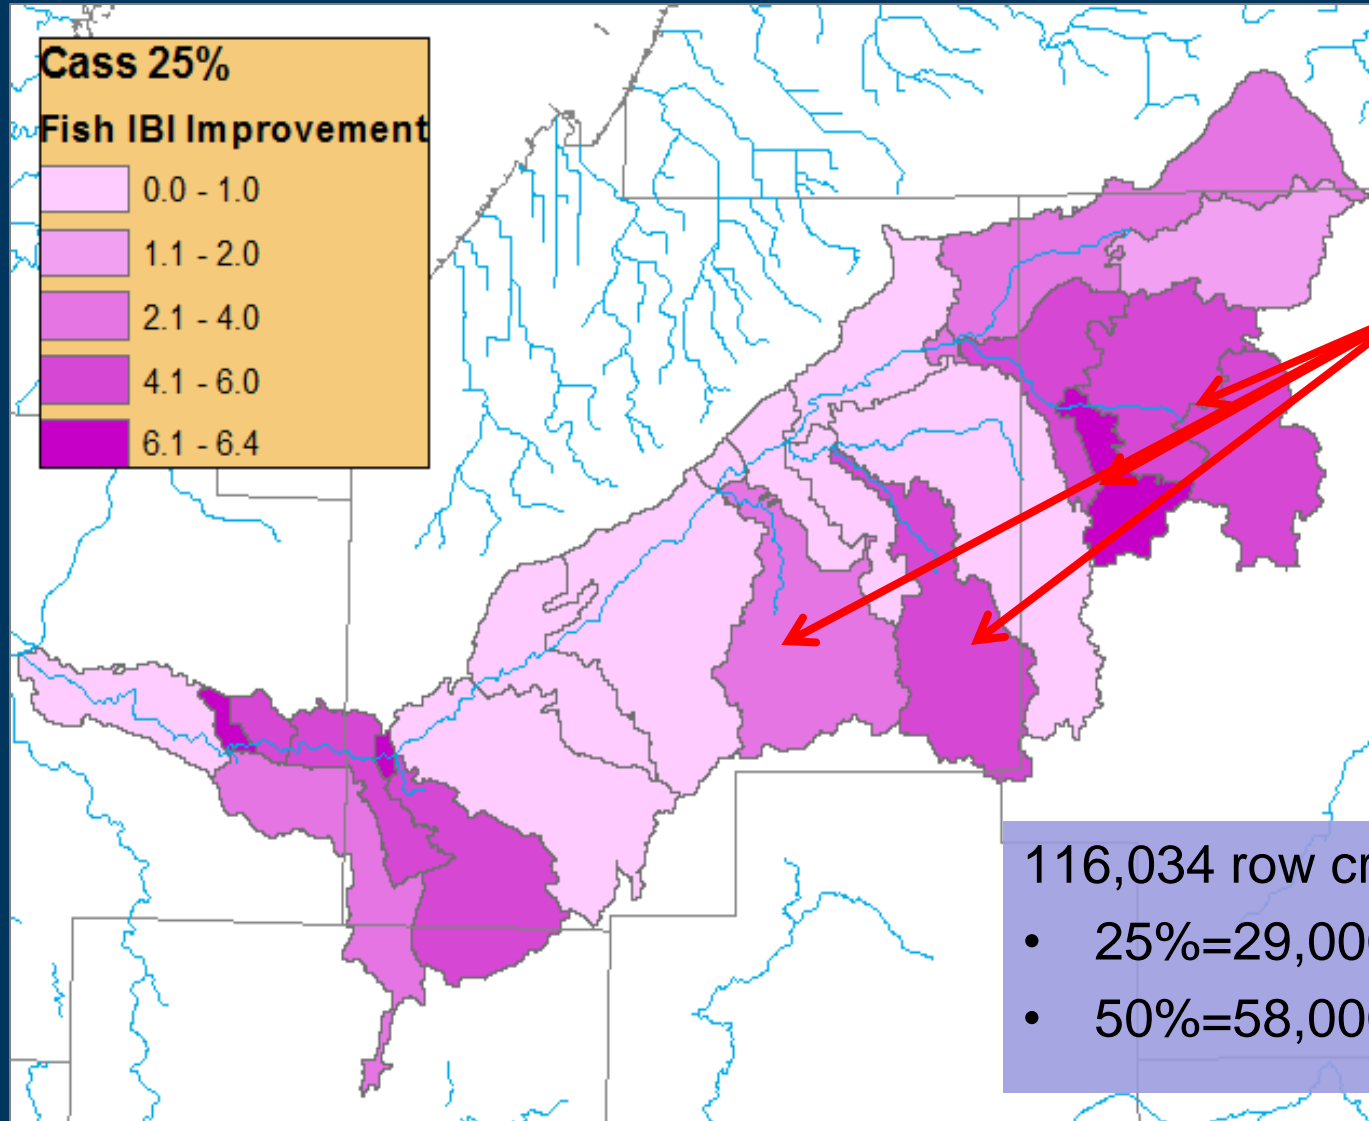 Cass 25%
Fish IBI Improvement
0.0 - 1.0
1.1 - 2.0
2.1 - 4.0
4.1 - 6.0
6.1 - 6.4
116,034 row cr
• 25%=29,00
• 50%=58,00